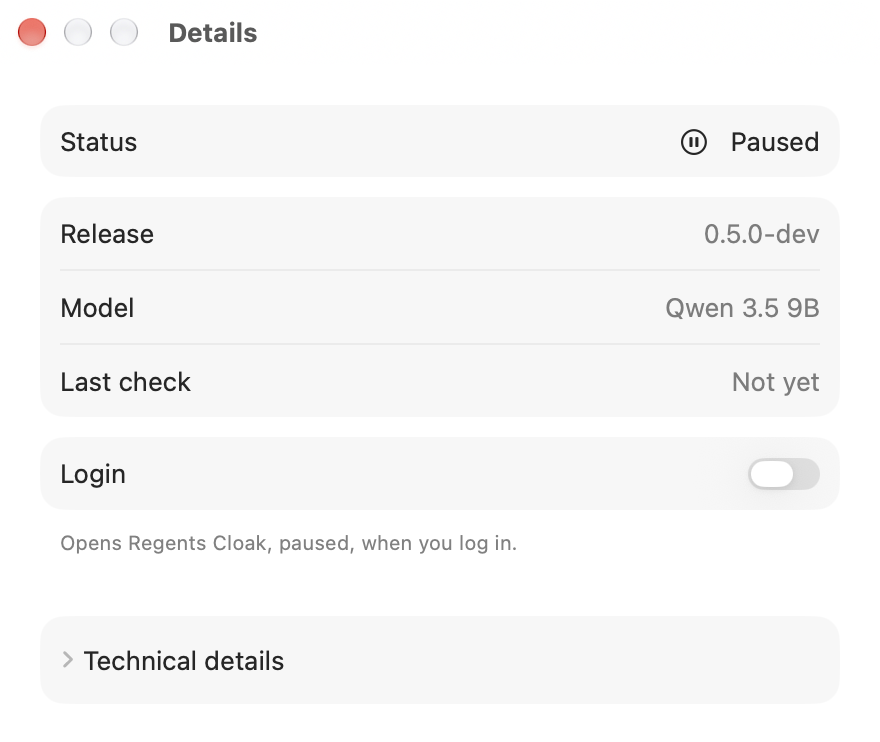 Details
Status Paused
Release 0.5.0-dev
Model Qwen 3.5 9B
Last check Not yet
Login
Opens Regents Cloak, paused, when you log in.
Technical details